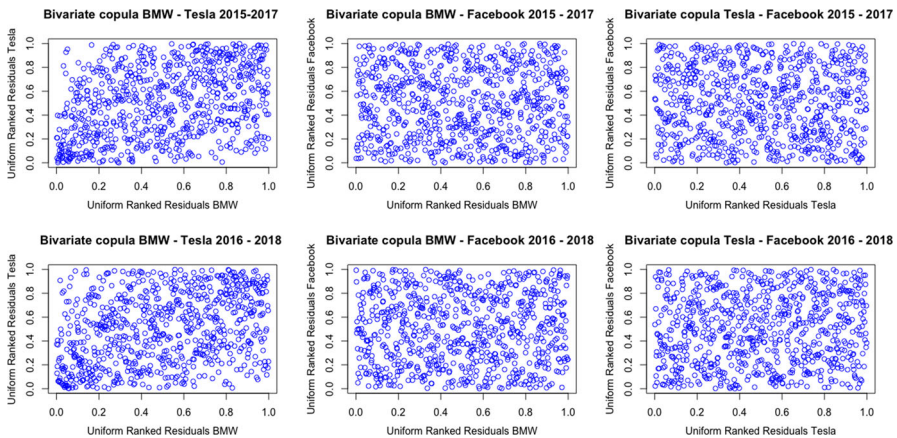 Bivariate copula BMW - Tesla 2015-2017
Uniform Ranked Residuals Tesla
0.0 0.2 0.4 0.6 0.8 1.0
0.0 0.2 0.4 0.6 0.8 1.0
Uniform Ranked Residuals BMW
Bivariate copula BMW - Facebook 2015 - 2017
Uniform Ranked Residuals Facebook
0.0 0.2 0.4 0.6 0.8 1.0
0.0 0.2 0.4 0.6 0.8 1.0
Uniform Ranked Residuals BMW
Bivariate copula Tesla - Facebook 2015 - 2017
Uniform Ranked Residuals Facebook
0.0 0.2 0.4 0.6 0.8 1.0
0.0 0.2 0.4 0.6 0.8 1.0
Uniform Ranked Residuals Tesla
Bivariate copula BMW - Tesla 2016 - 2018
Uniform Ranked Residuals Tesla
0.0 0.2 0.4 0.6 0.8 1.0
0.0 0.2 0.4 0.6 0.8 1.0
Uniform Ranked Residuals BMW
Bivariate copula BMW - Facebook 2016 - 2018
Uniform Ranked Residuals Facebook
0.0 0.2 0.4 0.6 0.8 1.0
0.0 0.2 0.4 0.6 0.8 1.0
Uniform Ranked Residuals BMW
Bivariate copula Tesla - Facebook 2016 - 2018
Uniform Ranked Residuals Facebook
0.0 0.2 0.4 0.6 0.8 1.0
0.0 0.2 0.4 0.6 0.8 1.0
Uniform Ranked Residuals Tesla